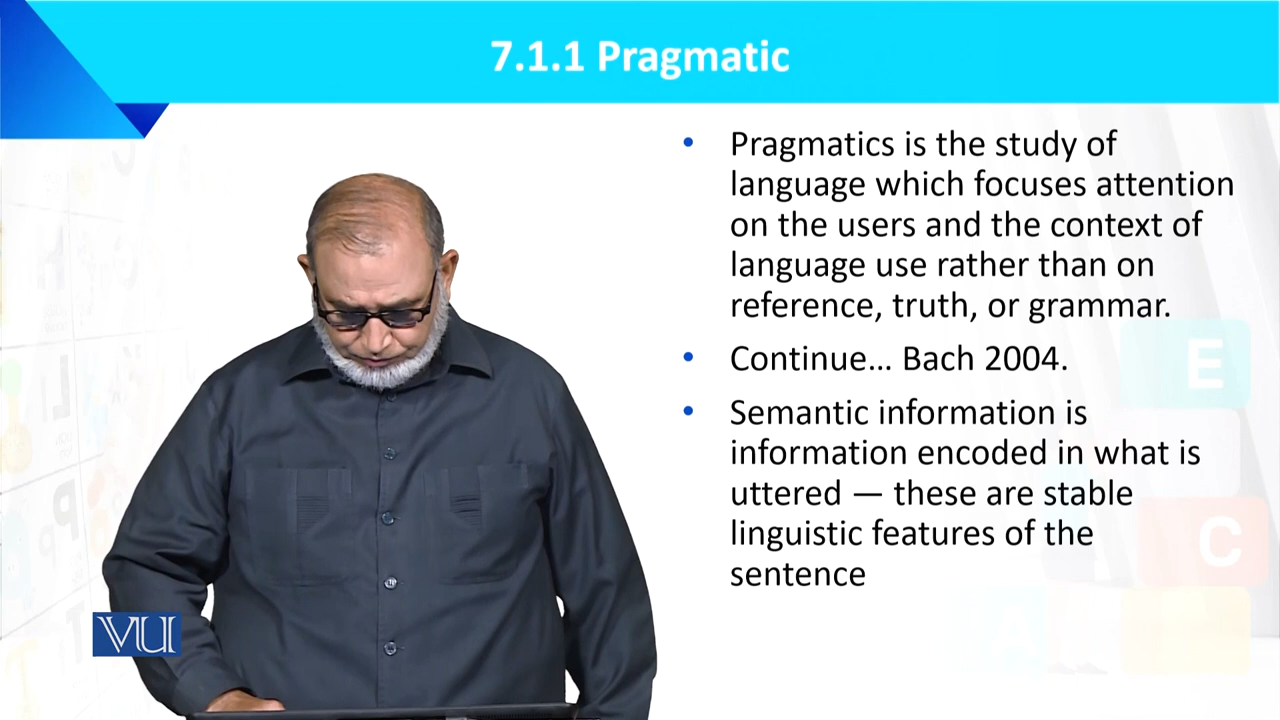 7.1.1 Pragmatic
Pragmatics is the study of
language which focuses attention
on the users and the context of
language use rather than on
reference, truth, or grammar.
Continue... Bach 2004.
Semantic information is
information encoded in what is
uttered — these are stable
linguistic features of the
sentence
E
C
A
VU